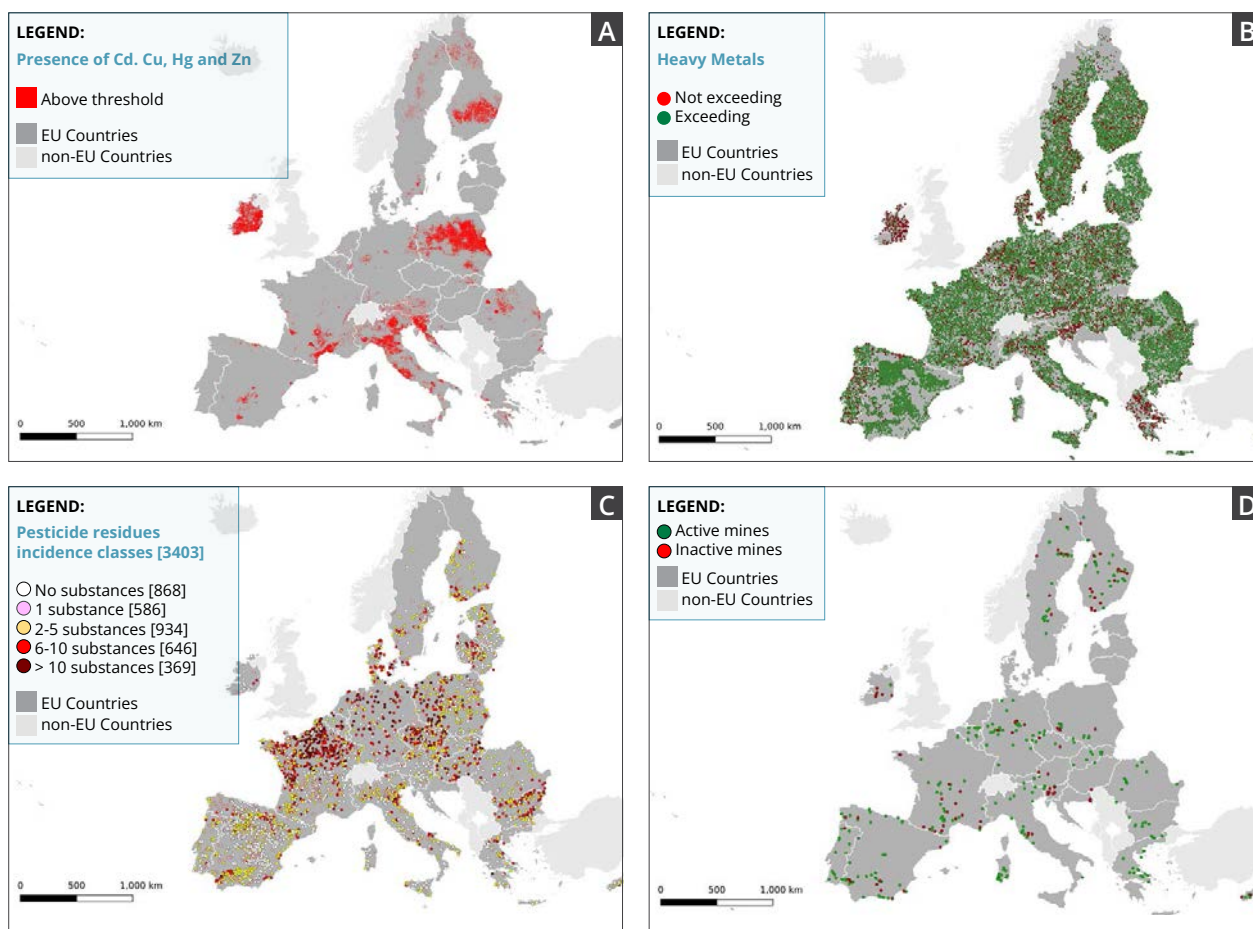 LEGEND:
Presence of Cd. Cu, Hg and Zn
Above threshold
EU Countries
non-EU Countries
A
0 500 1,000 km
LEGEND:
Heavy Metals
Not exceeding
Exceeding
EU Countries
non-EU Countries
B
0 500 1,000 km
LEGEND:
Pesticide residues
incidence classes [3403]
No substances [868]
1 substance [586]
2-5 substances [934]
6-10 substances [646]
> 10 substances [369]
EU Countries
non-EU Countries
C
0 500 1,000 km
LEGEND:
Active mines
Inactive mines
EU Countries
non-EU Countries
D
0 500 1,000 km